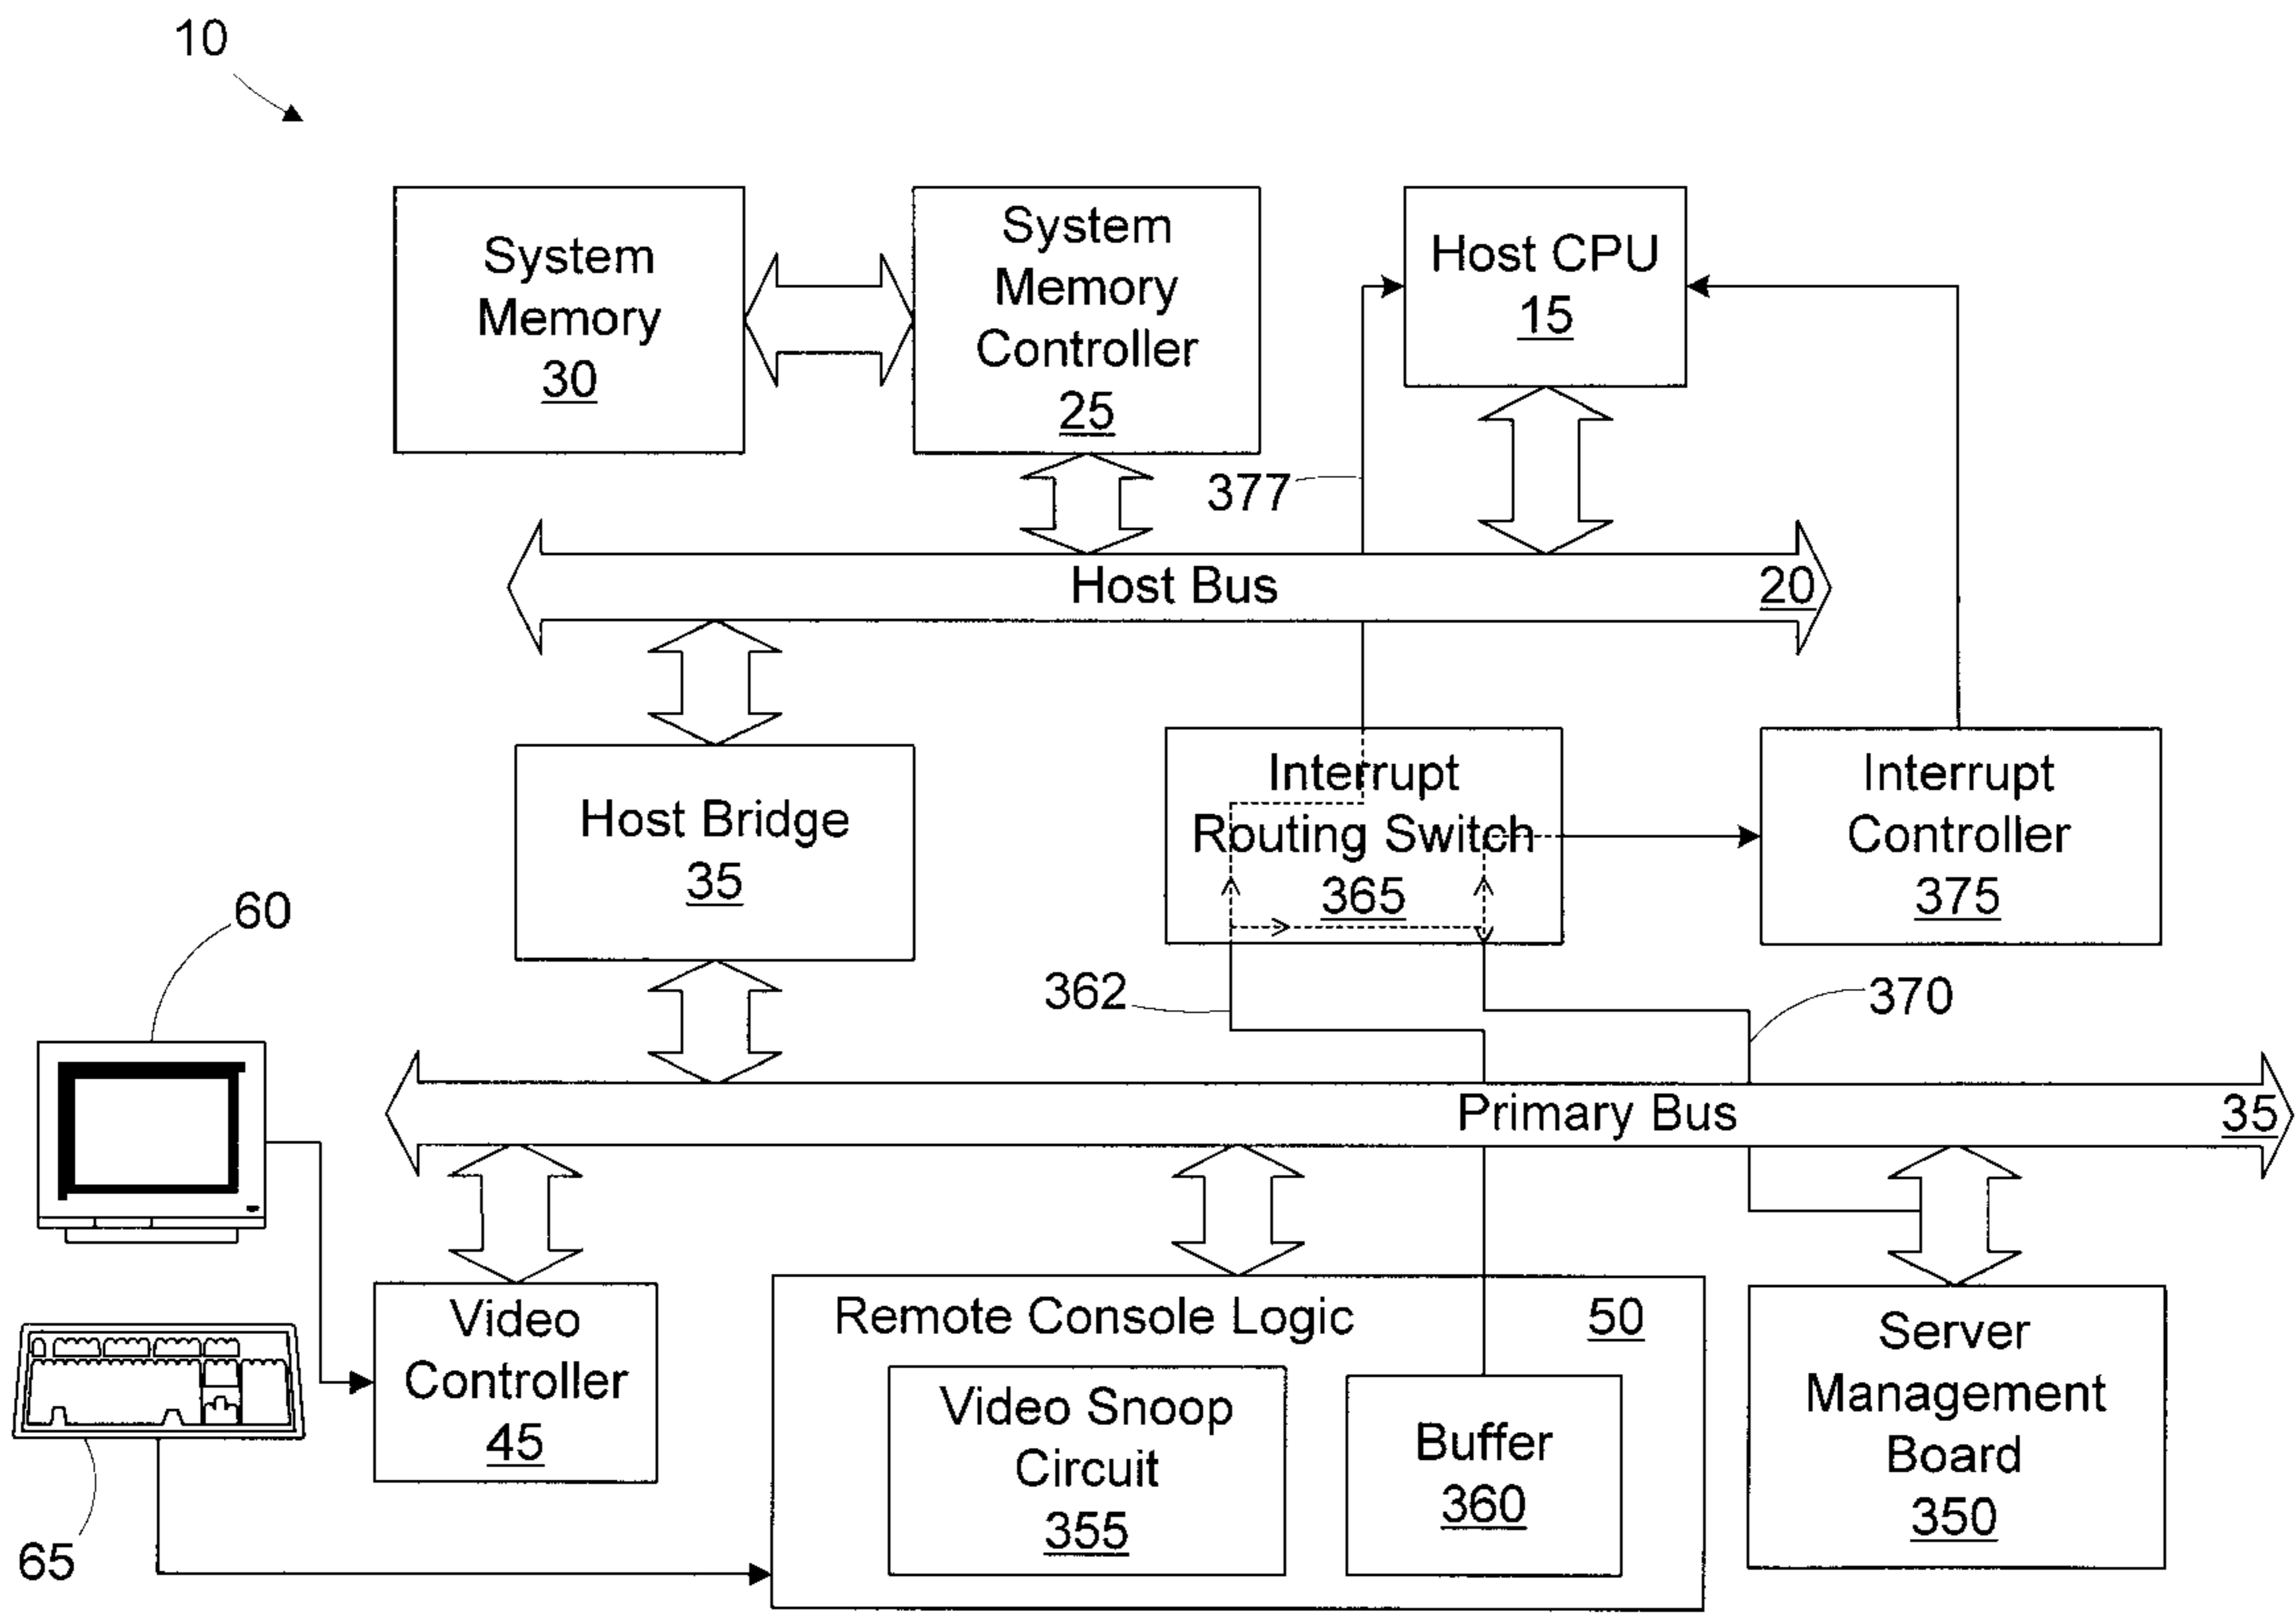 10
System
Memory
30
System
Memory
Controller
25
Host CPU
15
377
Host Bus
20
Host Bridge
35
Interrupt
Routing Switch
365
Interrupt
Controller
375
60
362
370
Primary Bus
35
Video
Controller
45
65
Remote Console Logic
50
Video Snoop
Circuit
355
Buffer
360
Server
Management
Board
350